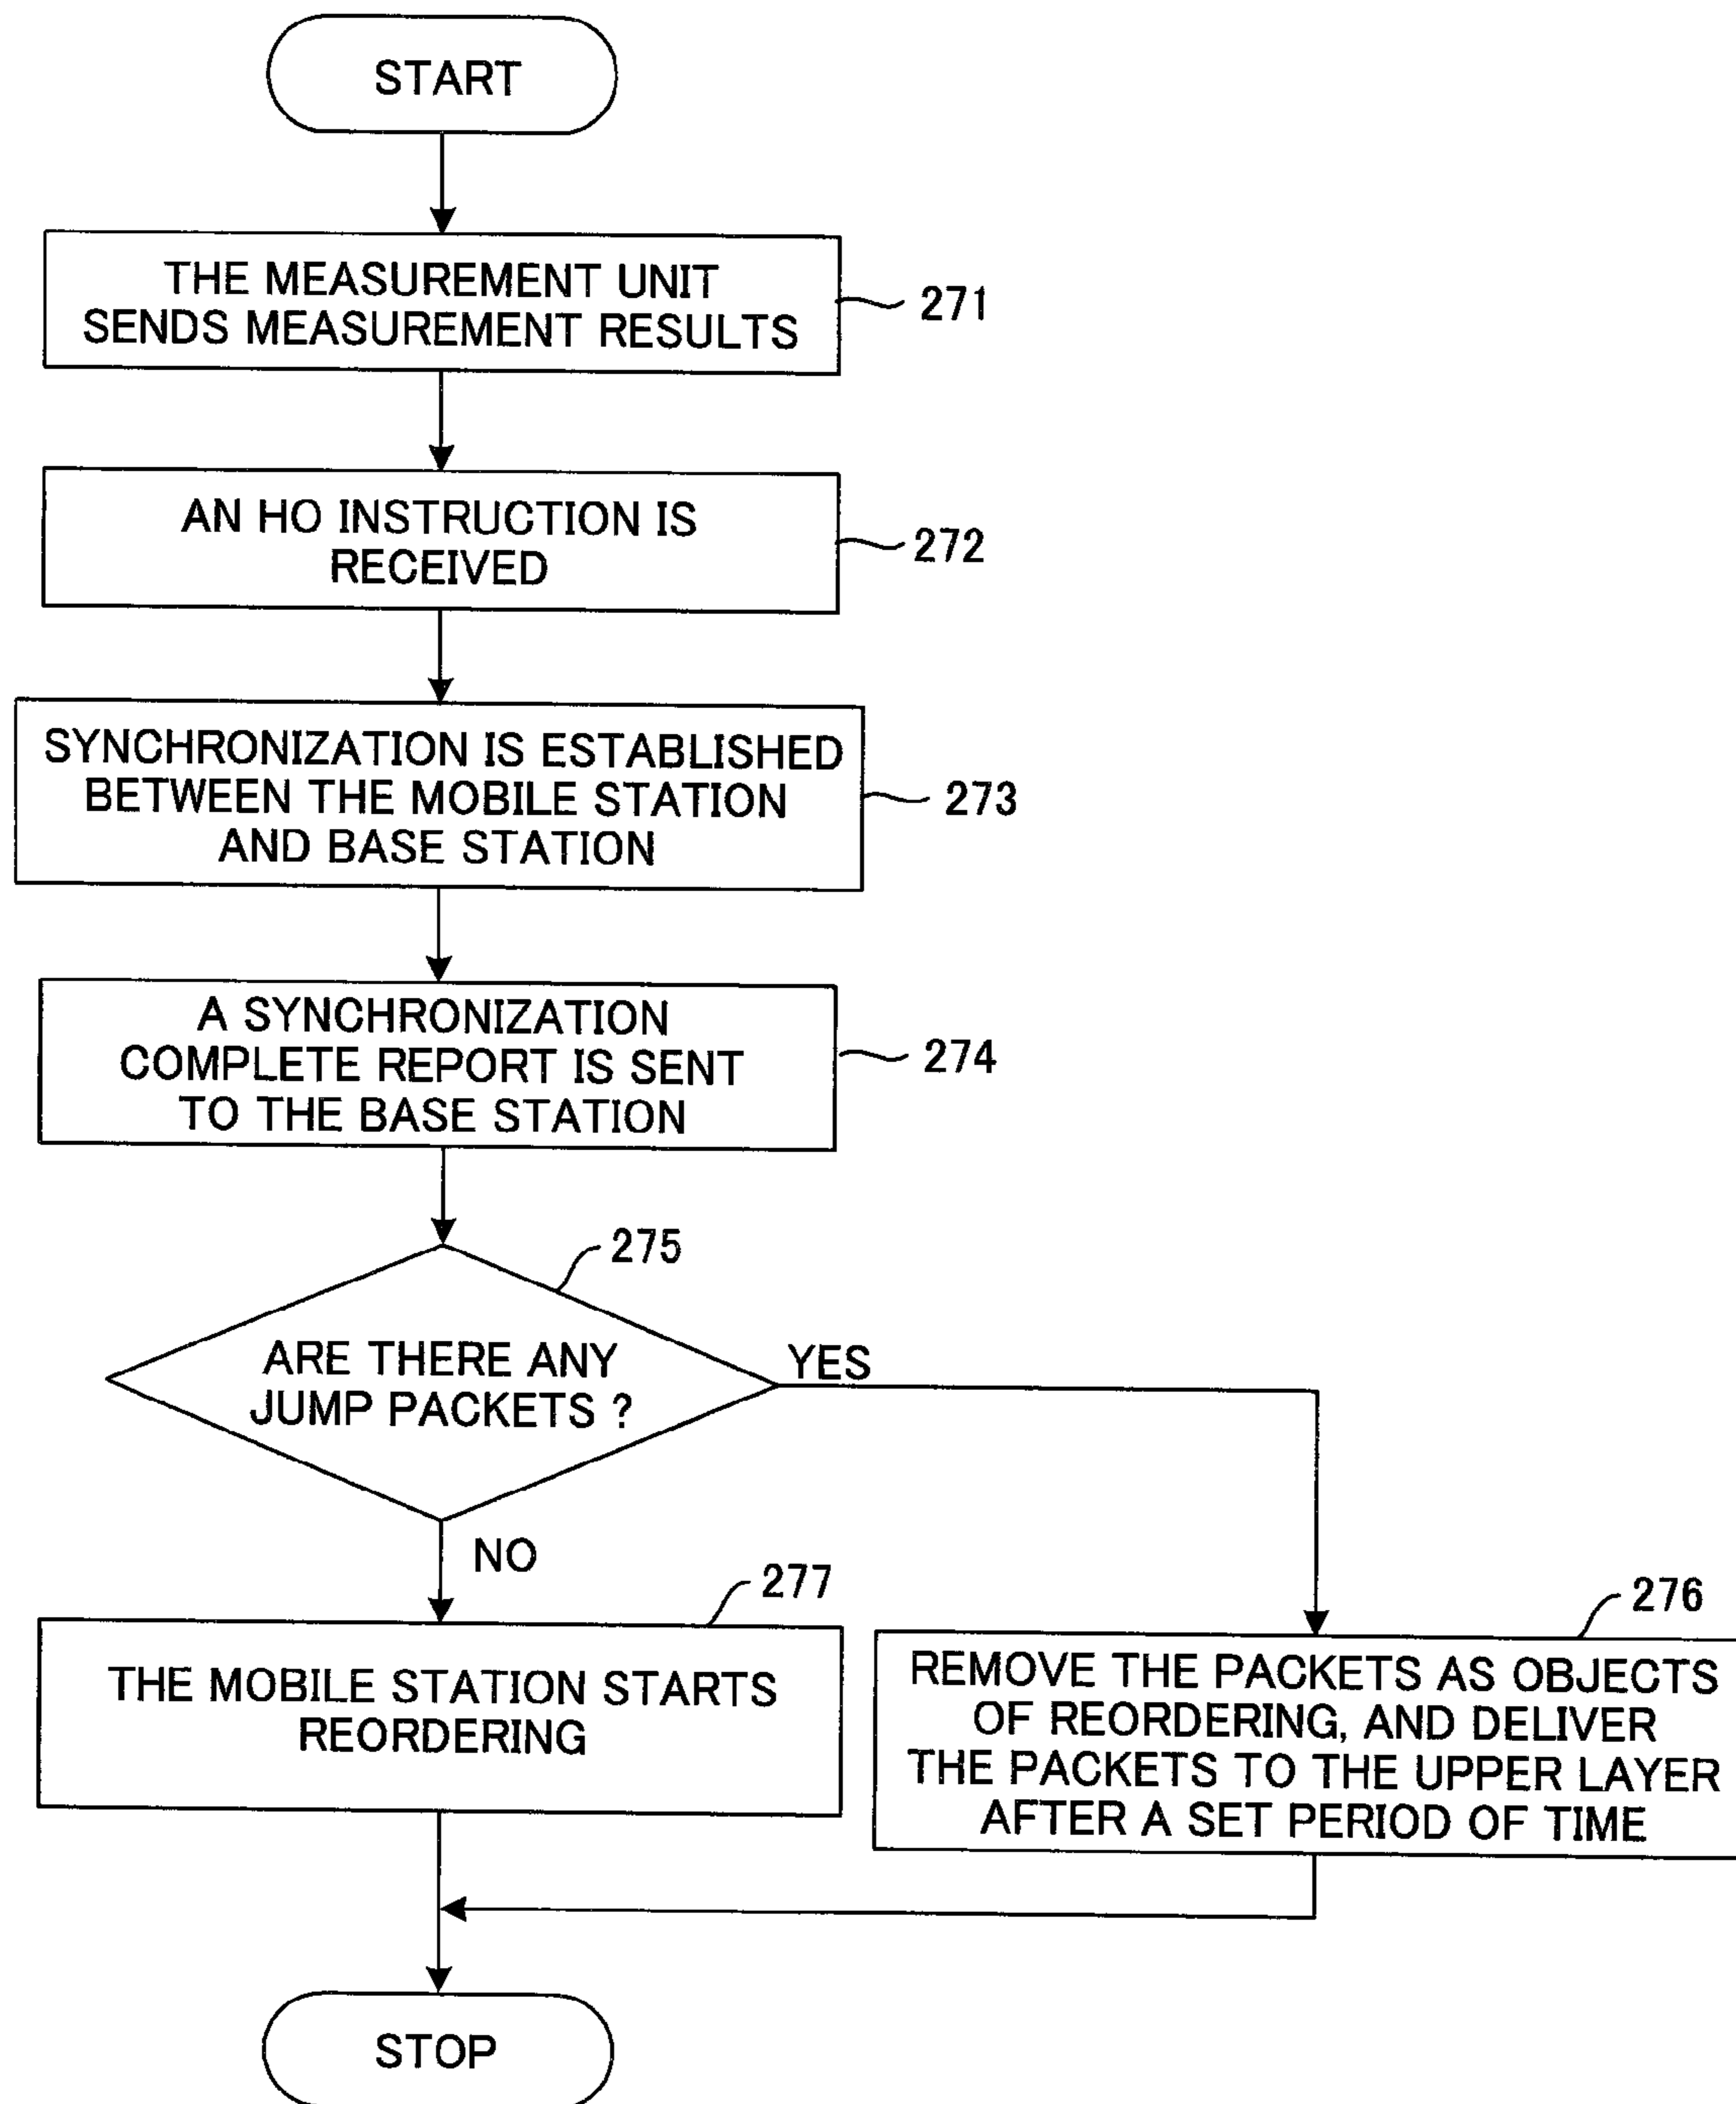 START
THE MEASUREMENT UNIT
SENDS MEASUREMENT RESULTS
271
AN HO INSTRUCTION IS
RECEIVED
272
SYNCHRONIZATION IS ESTABLISHED
BETWEEN THE MOBILE STATION
AND BASE STATION
273
A SYNCHRONIZATION
COMPLETE REPORT IS SENT
TO THE BASE STATION
274
275
ARE THERE ANY
JUMP PACKETS ?
YES
NO
277
THE MOBILE STATION STARTS
REORDERING
276
REMOVE THE PACKETS AS OBJECTS
OF REORDERING, AND DELIVER
THE PACKETS TO THE UPPER LAYER
AFTER A SET PERIOD OF TIME
STOP